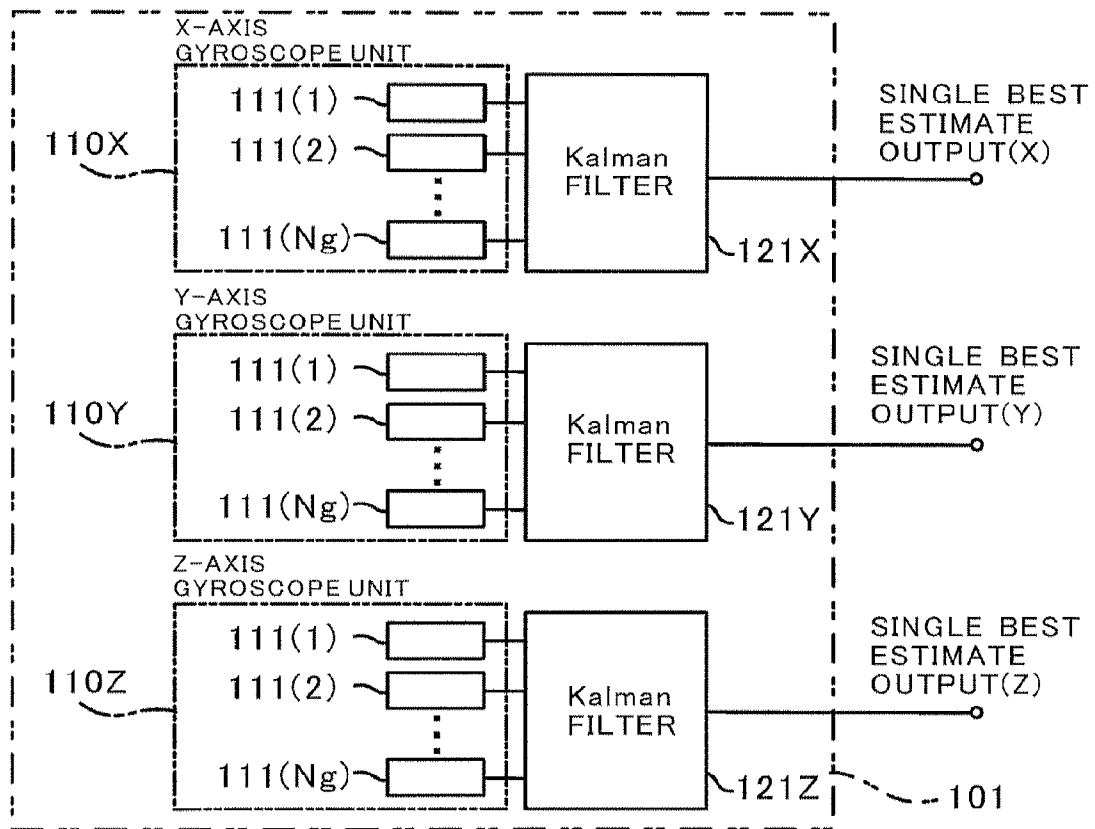 X-AXIS
GYROSCOPE UNIT
111(1)
111(2)
111(Ng)
110X
Kalman
FILTER
121X
SINGLE BEST
ESTIMATE
OUTPUT(X)
Y-AXIS
GYROSCOPE UNIT
111(1)
111(2)
111(Ng)
110Y
Kalman
FILTER
121Y
SINGLE BEST
ESTIMATE
OUTPUT(Y)
Z-AXIS
GYROSCOPE UNIT
111(1)
111(2)
111(Ng)
110Z
Kalman
FILTER
121Z
SINGLE BEST
ESTIMATE
OUTPUT(Z)
101